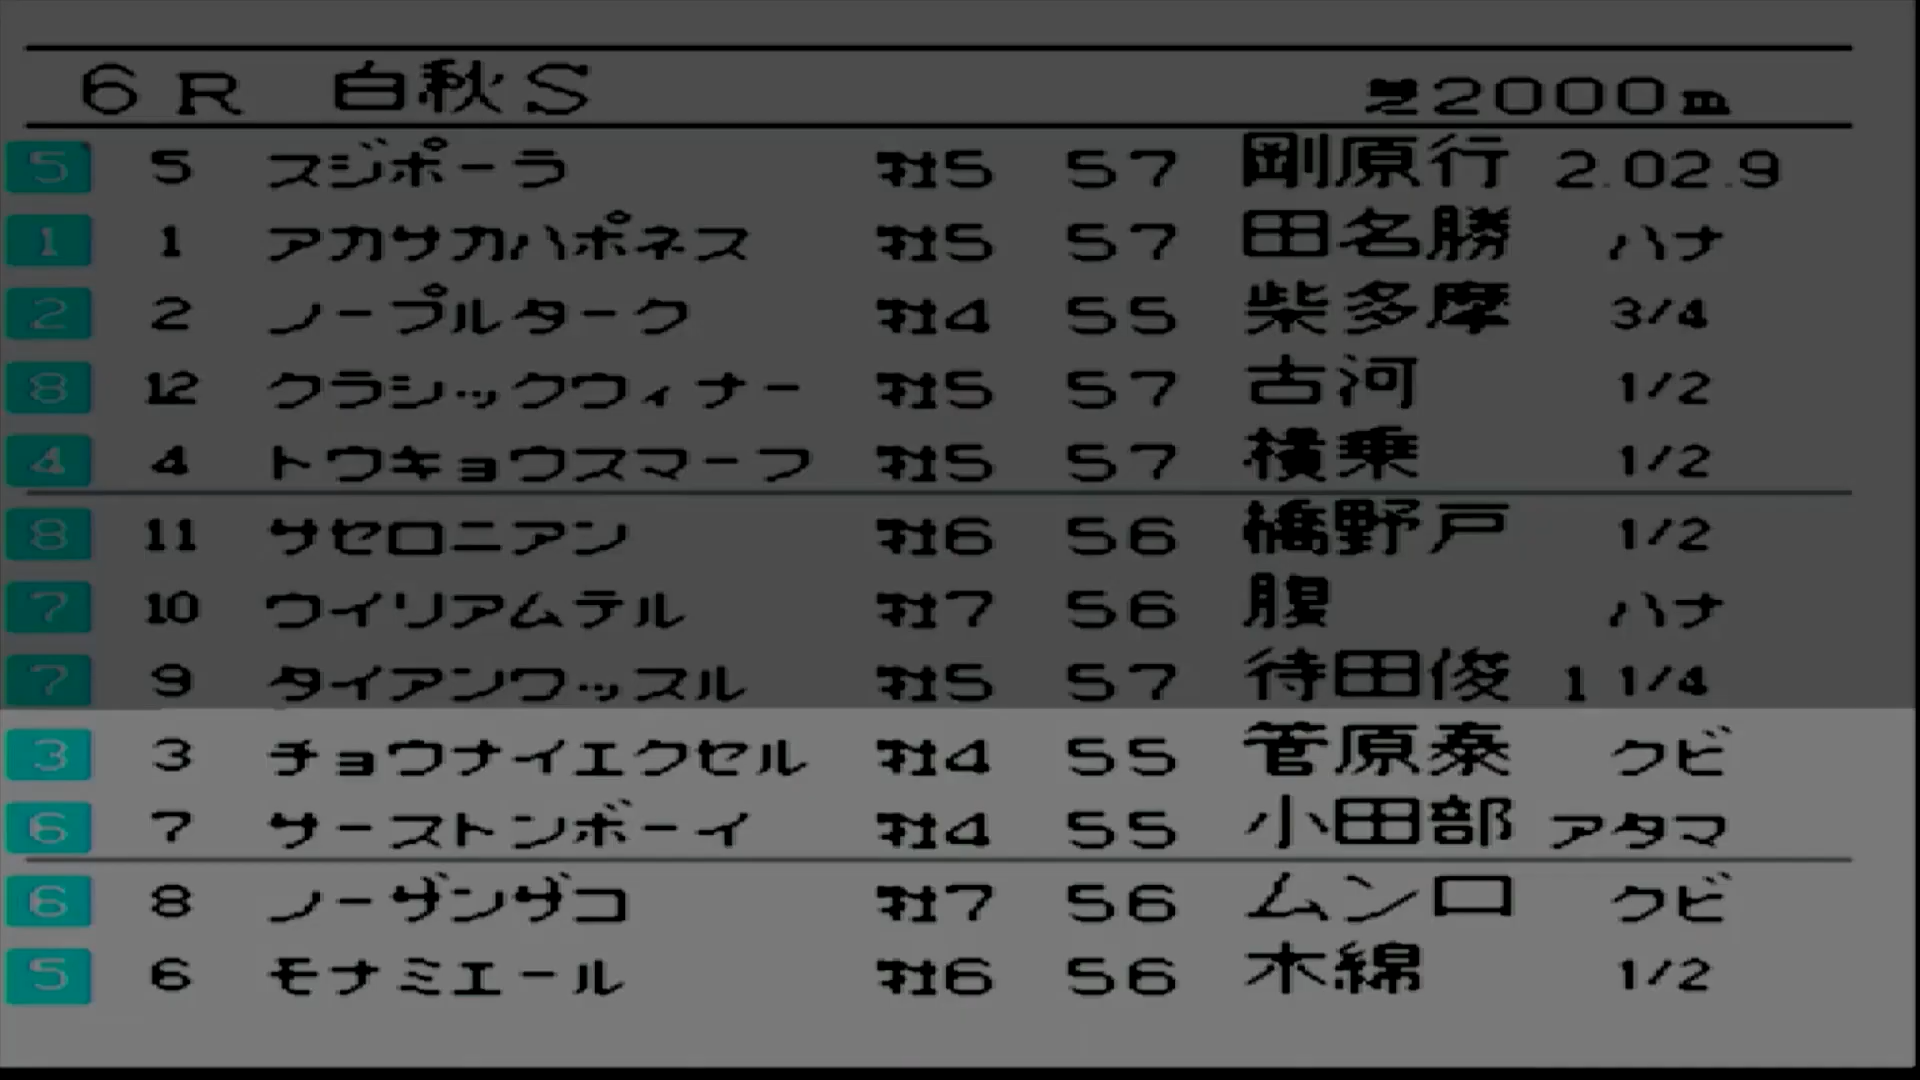 6R 白秋S 芝2000m
5 5 スジポーラ 牡5 57 剛原行 2.02.9
1 1 アカサカハポネス 牡5 57 田名勝 ハナ
2 2 ノープルターク 牡4 55 柴多摩 3/4
8 12 クラシックウィナー 牡5 57 古河 1/2
4 4 トウキョウスマーフ 牡5 57 横乗 1/2
8 11 サセロニアン 牡6 56 橋野戸 1/2
7 10 ウイリアムテル 牡7 56 腹 ハナ
7 9 タイアンワッスル 牡5 57 待田俊 1 1/4
3 3 チョウナイエクセル 牡4 55 菅原泰 クビ
6 7 サーストンボーイ 牡4 55 小田部 アタマ
6 8 ノーザンザコ 牡7 56 ムン口 クビ
5 6 モナミエール 牡6 56 木綿 1/2